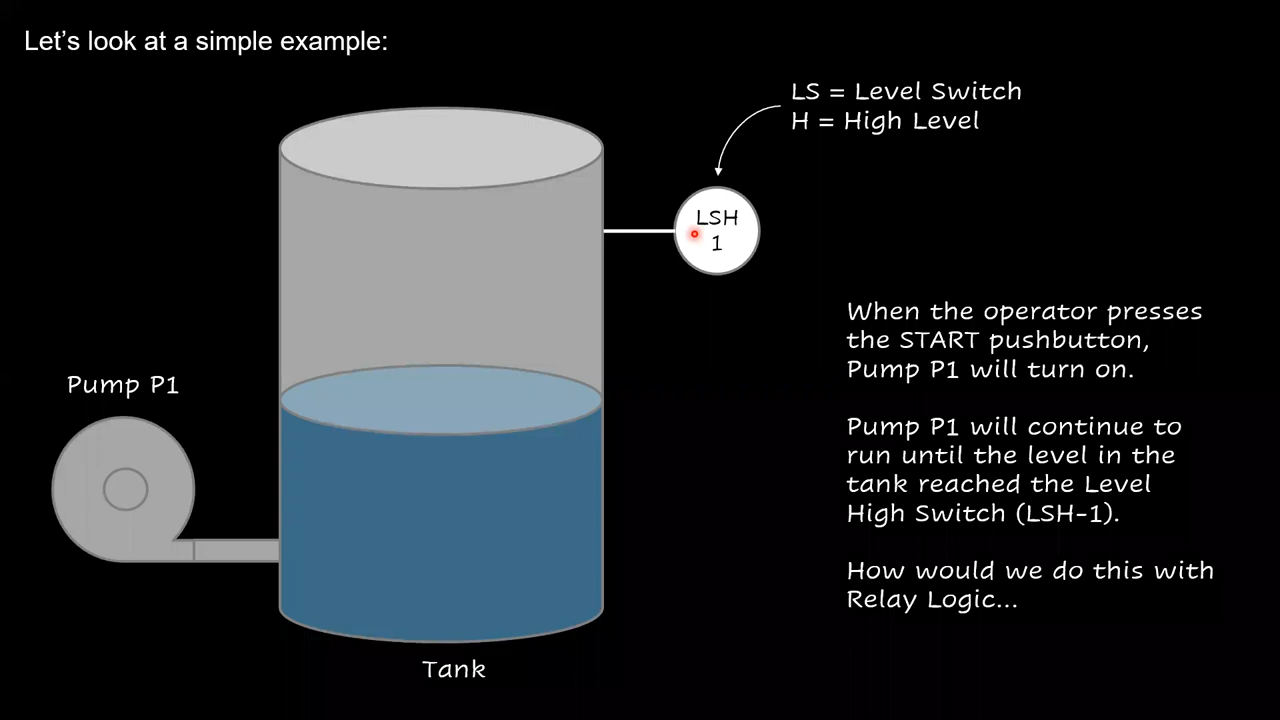 Let's look at a simple example:
LS = Level Switch
H = High Level
LSH
1
When the operator presses
the START pushbutton,
Pump P1 will turn on.
Pump P1
Pump P1 will continue to
run until the level in the
tank reached the Level
High Switch (LSH-1).
How would we do this with
Relay Logic...
Tank